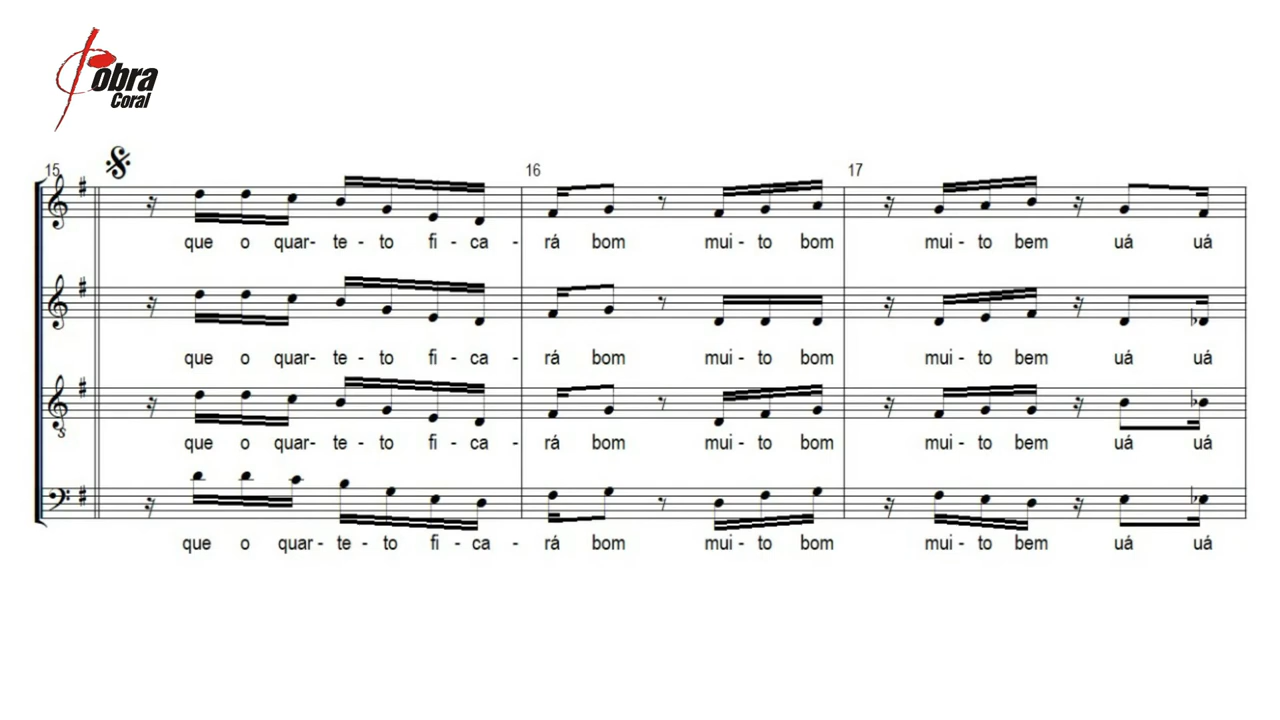 obra
Coral
15 16 17
que o quar- te - to fi - ca - rá bom mui - to bom mui - to bem uá uá
que o quar- te - to fi - ca - rá bom mui - to bom mui - to bem uá uá
8
que o quar- te - to fi - ca - rá bom mui - to bom mui - to bem uá uá
que o quar - te - to fi - ca - rá bom mui - to bom mui - to bem uá uá